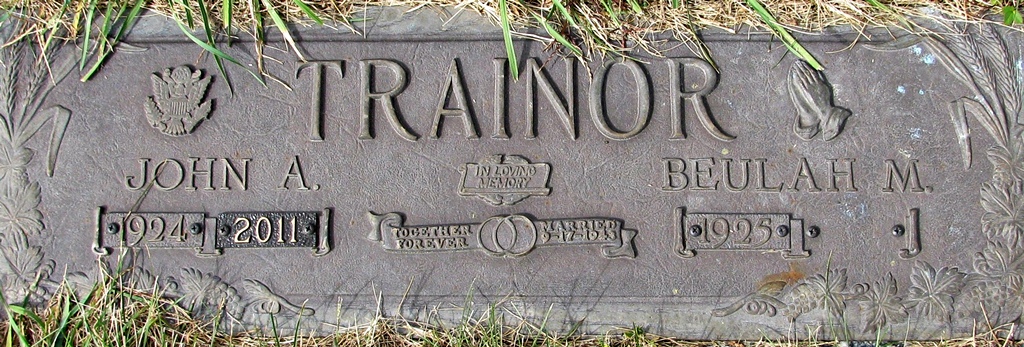 TRAINOR
JOHN A.
1924 2011
IN LOVING
MEMORY
TOGETHER
FOREVER
MARRIED
BEULAH M.
1925